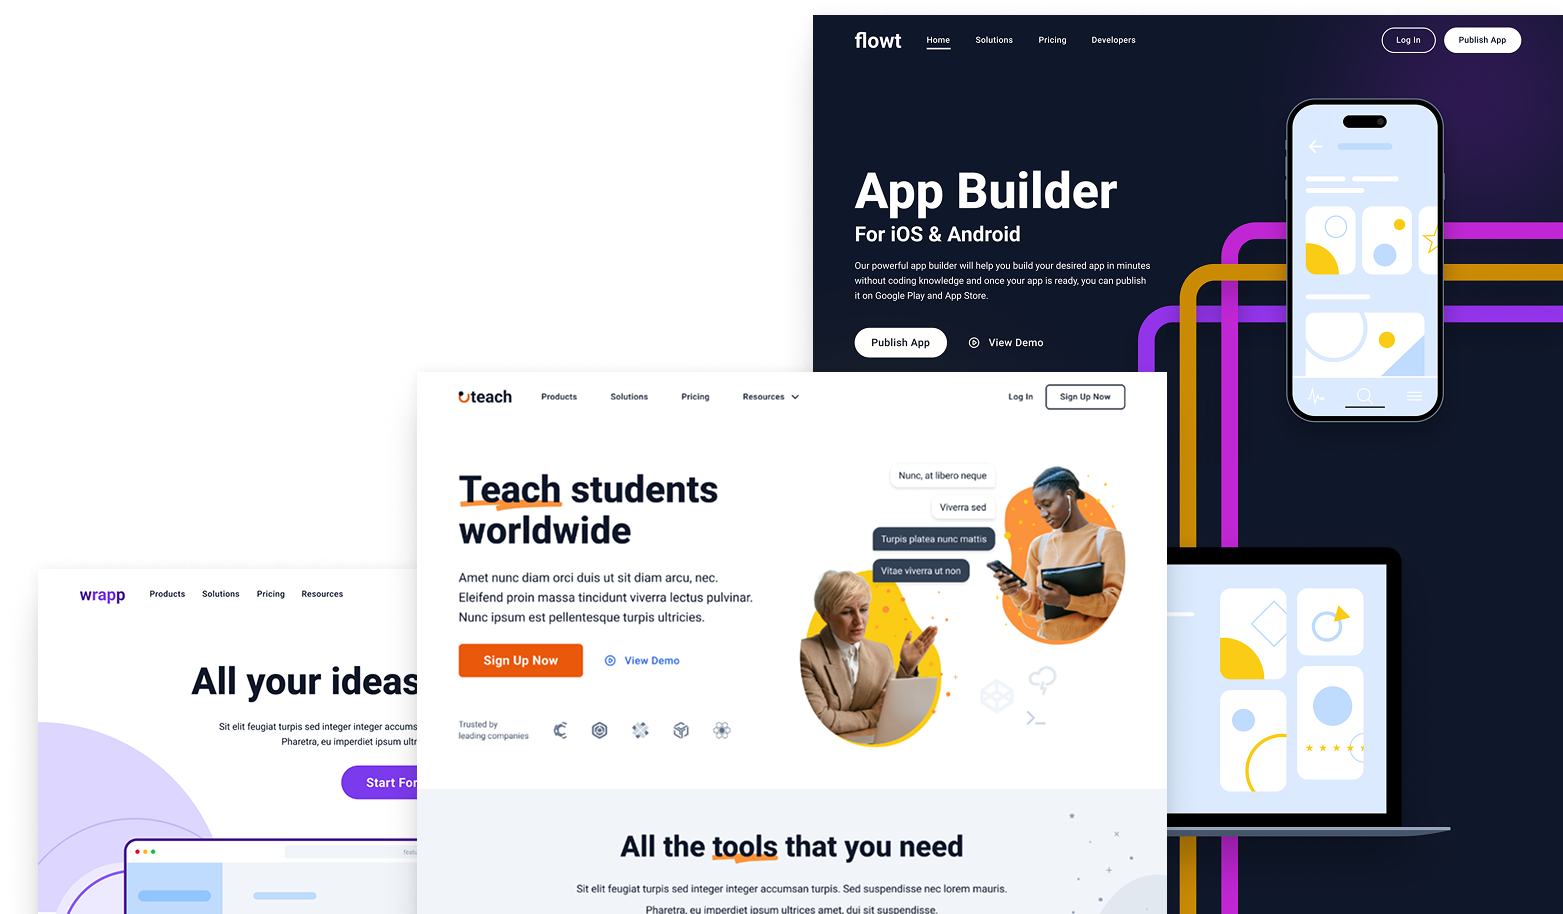 flowt
Home
Solutions
Pricing
Developers
Log In
Publish App
App Builder
For iOS & Android
Our powerful app builder will help you build your desired app in minutes
without coding knowledge and once your app is ready, you can publish
it on Google Play and App Store.
Publish App
View Demo
uteach
Products
Solutions
Pricing
Resources
Log In
Sign Up Now
Teach students
worldwide
Amet nunc diam orci duis ut sit diam arcu, nec.
Eleifend proin massa tincidunt viverra lectus pulvinar.
Nunc ipsum est pellentesque turpis ultricies.
Sign Up Now
View Demo
Trusted by
leading companies
Nunc, at libero neque
Viverra sed
Turpis platea nunc mattis
Vitae viverra ut non
All the tools that you need
Sit elit feugiat turpis sed integer integer accumsan turpis. Sed suspendisse nec lorem mauris.
Pharetra, eu imperdiet ipsum ultrices amet, dui sit suspendisse.
wrapp
Products
Solutions
Pricing
Resources
All your ideas
Sit elit feugiat turpis sed integer integer accums
Pharetra, eu imperdiet ipsum ultr
Start For
featu